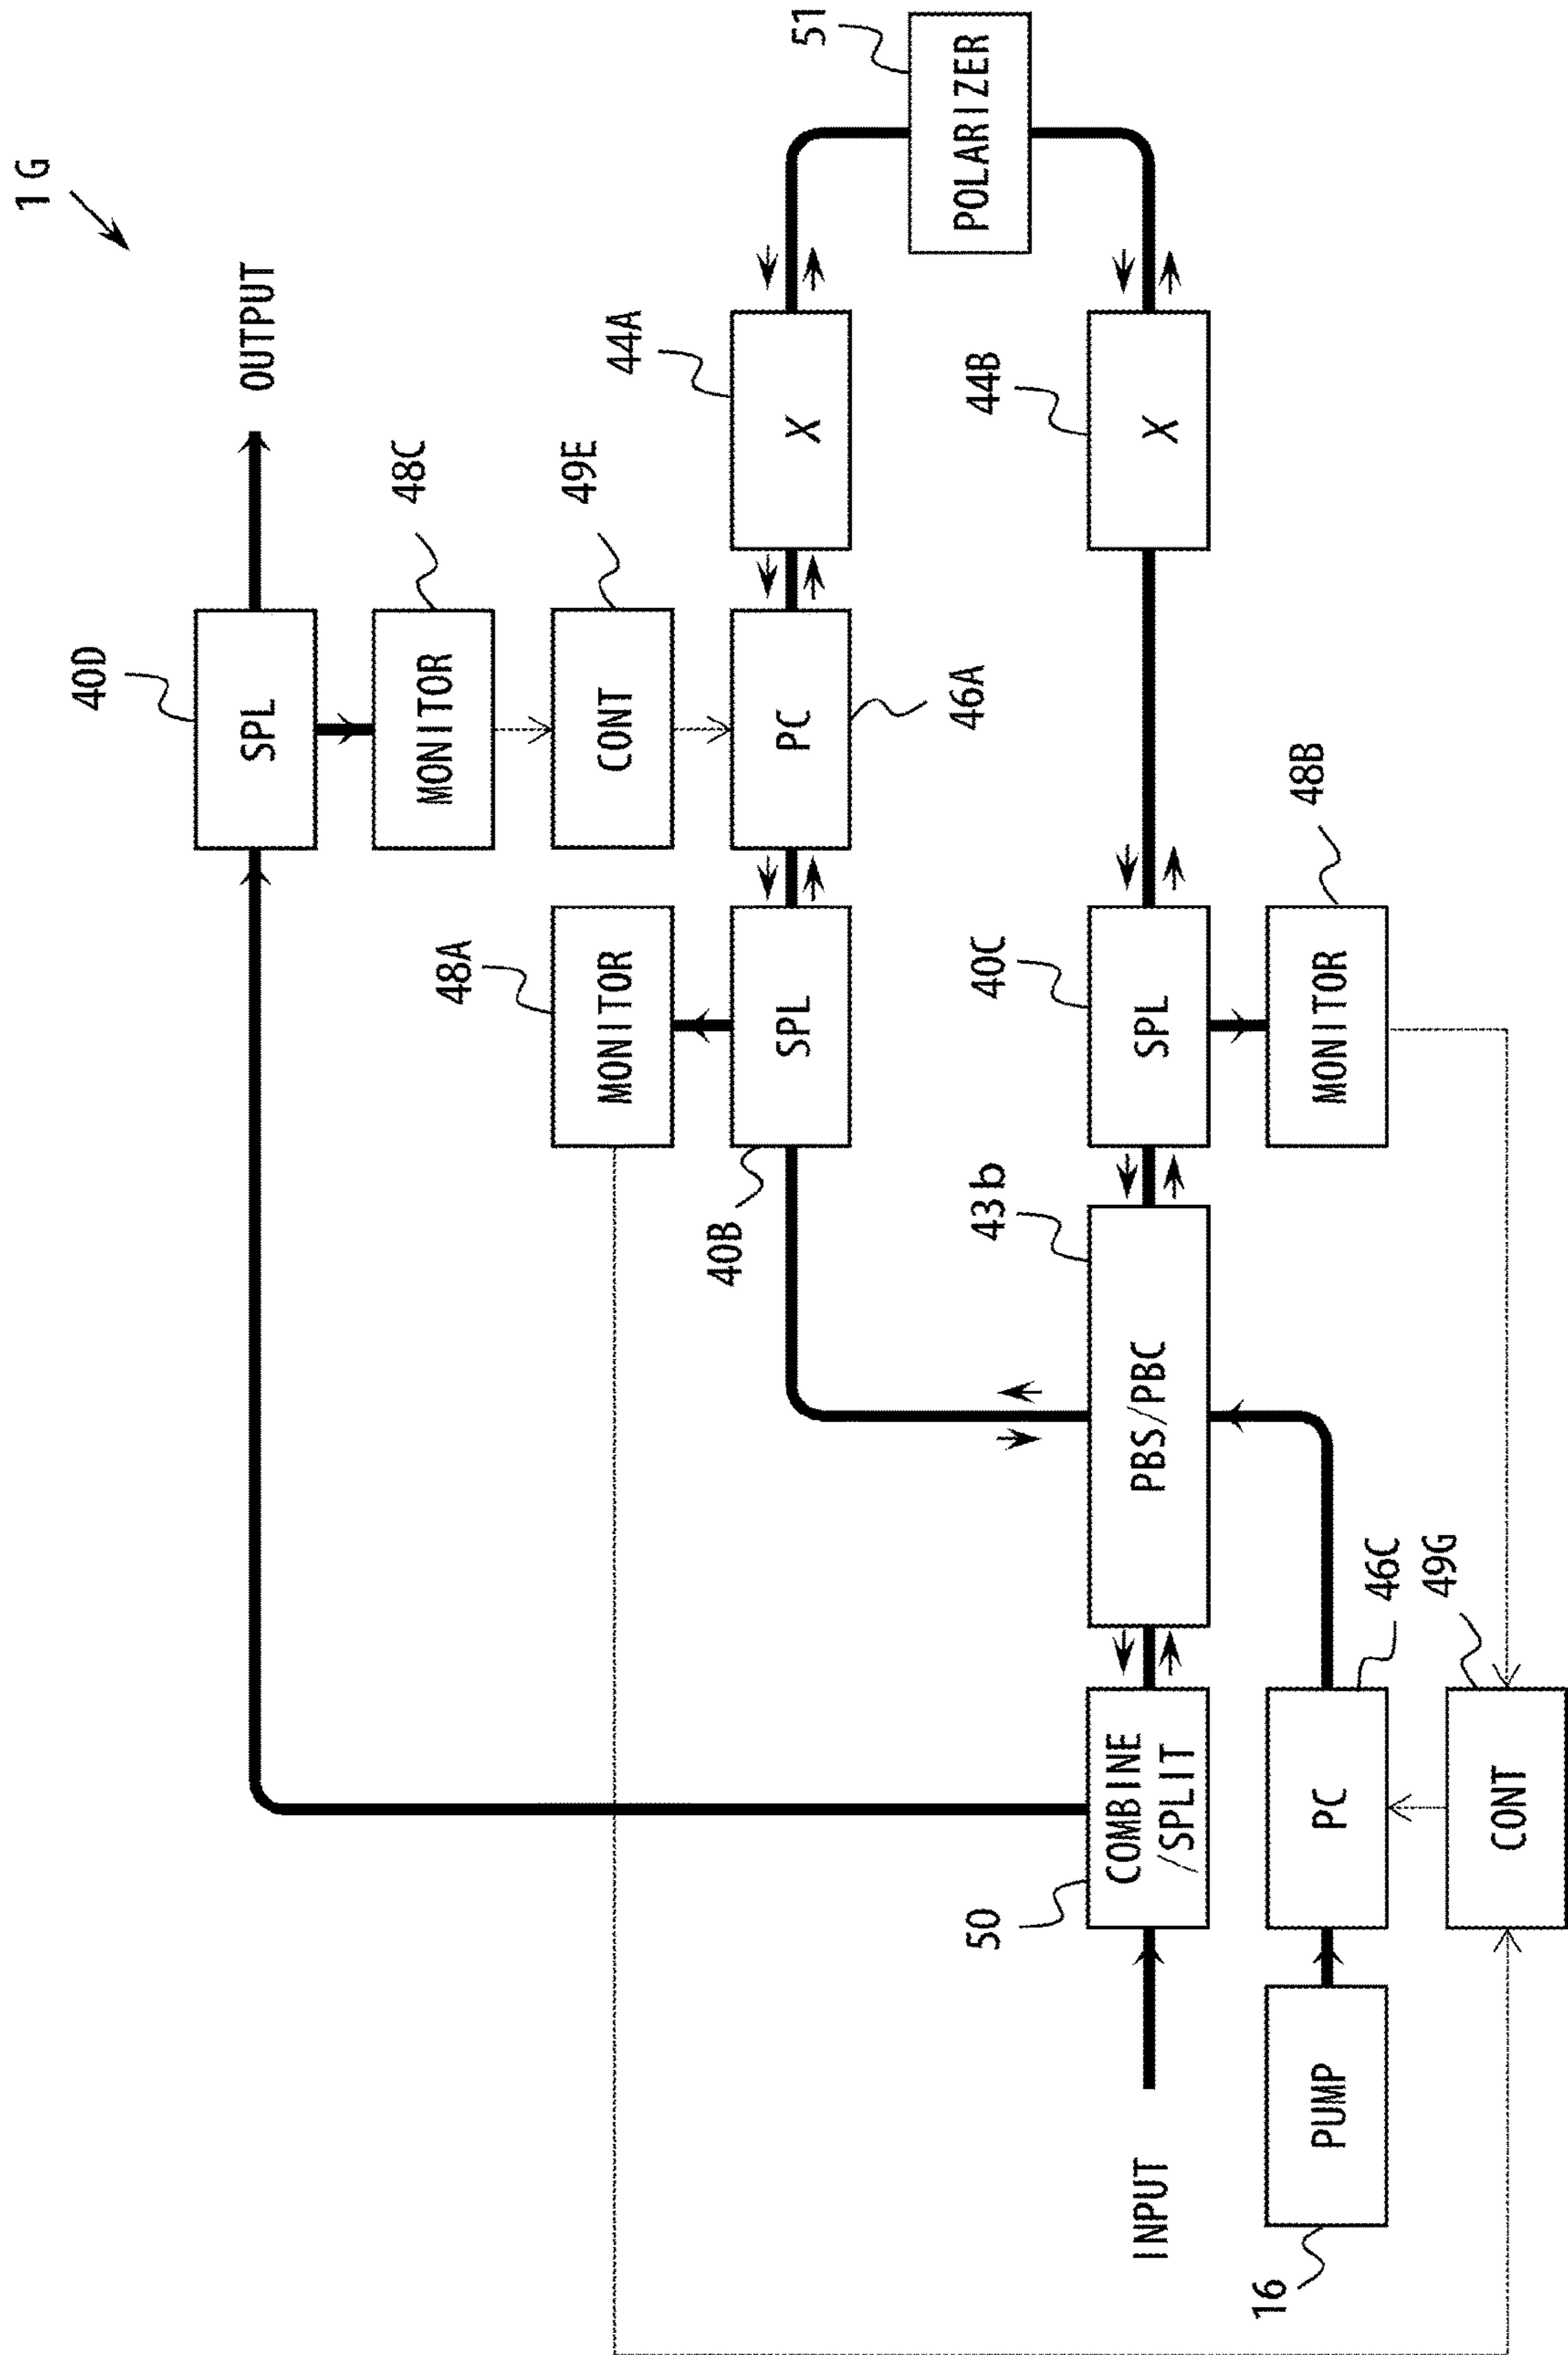 1G
40D
SPL
OUTPUT
48C
MONITOR
48A
49E
MONITOR
CONT
44A
40B
SPL
PC
X
51
46A
POLARIZER
50
43b
40C
44B
INPUT
COMBINE
/SPLIT
PBS/PBC
SPL
X
16
48B
PUMP
PC
MONITOR
46C
49G
CONT